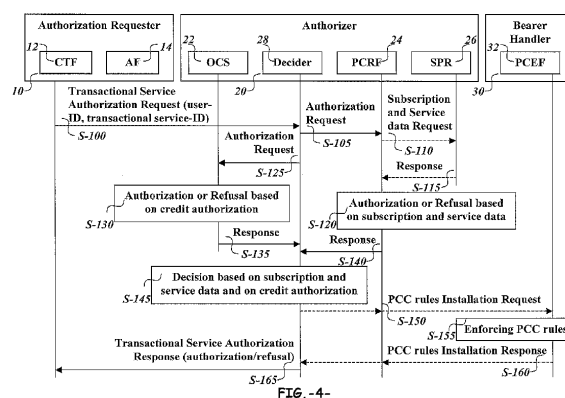 Authorization Requester
Authorizer
Bearer
Handler
12
CTF
14
AF
22
OCS
28
Decider
24
PCRF
26
SPR
32
PCEF
10
20
30
Transactional Service
Authorization Request (user-
ID, transactional service-ID)
S-100
Authorization
Request
S-105
Subscription
and Service
data Request
S-110
Authorization
Request
S-125
Response
S-115
Authorization or Refusal based
on credit authorization
S-130
Authorization or Refusal based
on subscription and service data
S-120
Response
S-135
Response
S-140
Decision based on subscription and
service data and on credit authorization
S-145
PCC rules Installation Request
S-150
Enforcing PCC rules
S-155
Transactional Service Authorization
Response (authorization/refusal)
S-165
PCC rules Installation Response
S-160
FIG.-4-